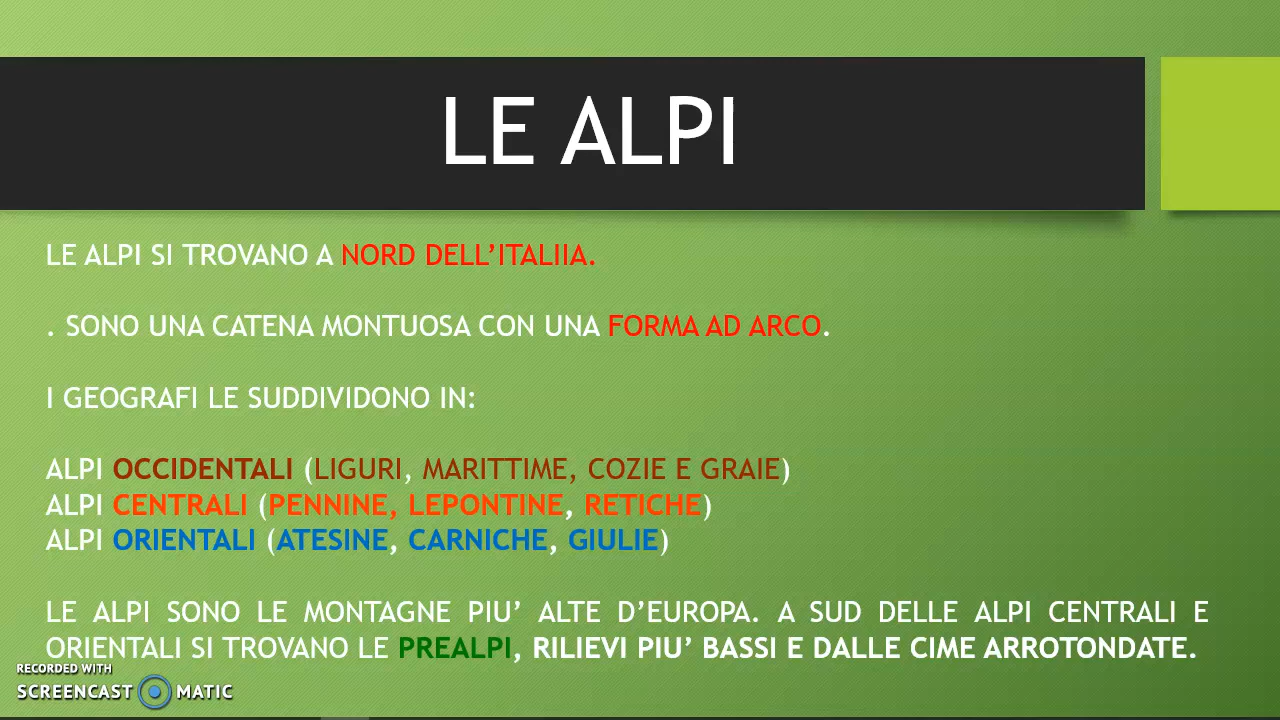 LE ALPI
LE ALPI SI TROVANO A NORD DELL’ITALIIA.
. SONO UNA CATENA MONTUOSA CON UNA FORMA AD ARCO.
I GEOGRAFI LE SUDDIVIDONO IN:
ALPI OCCIDENTALI (LIGURI, MARITTIME, COZIE E GRAIE)
ALPI CENTRALI (PENNINE, LEPONTINE, RETICHE)
ALPI ORIENTALI (ATESINE, CARNICHE, GIULIE)
LE ALPI SONO LE MONTAGNE PIU’ ALTE D’EUROPA. A SUD DELLE ALPI CENTRALI E
ORIENTALI SI TROVANO LE PREALPI, RILIEVI PIU’ BASSI E DALLE CIME ARROTONDATE.
RECORDED WITH
SCREENCAST MATIC